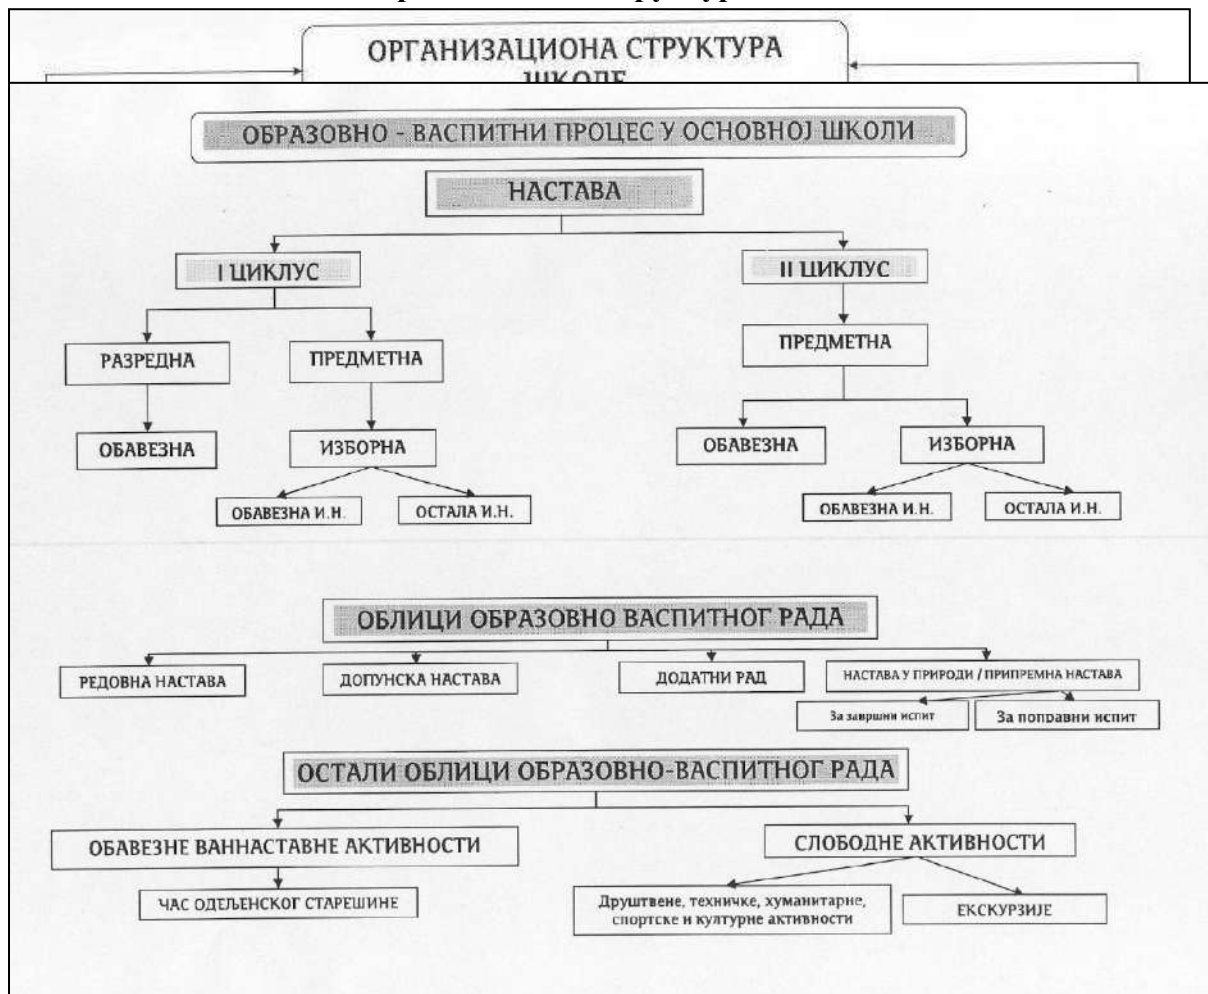 ОРГАНИЗАЦИОНА СТРУКТУРА
ШКОЛЕ
ОБРАЗОВНО - ВАСПИТНИ ПРОЦЕС У ОСНОВНОЈ ШКОЛИ
НАСТАВА
I ЦИКЛУС
II ЦИКЛУС
РАЗРЕДНА
ПРЕДМЕТНА
ПРЕДМЕТНА
ОБАВЕЗНА
ИЗБОРНА
ОБАВЕЗНА
ИЗБОРНА
ОБАВЕЗНА И.Н.
ОСТАЛА И.Н.
ОБАВЕЗНА И.Н.
ОСТАЛА И.Н.
ОБЛИЦИ ОБРАЗОВНО ВАСПИТНОГ РАДА
РЕДОВНА НАСТАВА
ДОПУНСКА НАСТАВА
ДОДАТНИ РАД
НАСТАВА У ПРИРОДИ / ПРИПРЕМНА НАСТАВА
За завршни испит
За поправни испит
ОСТАЛИ ОБЛИЦИ ОБРАЗОВНО-ВАСПИТНОГ РАДА
ОБАВЕЗНЕ ВАННАСТАВНЕ АКТИВНОСТИ
СЛОБОДНЕ АКТИВНОСТИ
ЧАС ОДЕЉЕНСКОГ СТАРЕШИНЕ
Друштвене, техничке, хуманитарне,
спортске и културне активности
ЕКСКУРЗИЈЕ